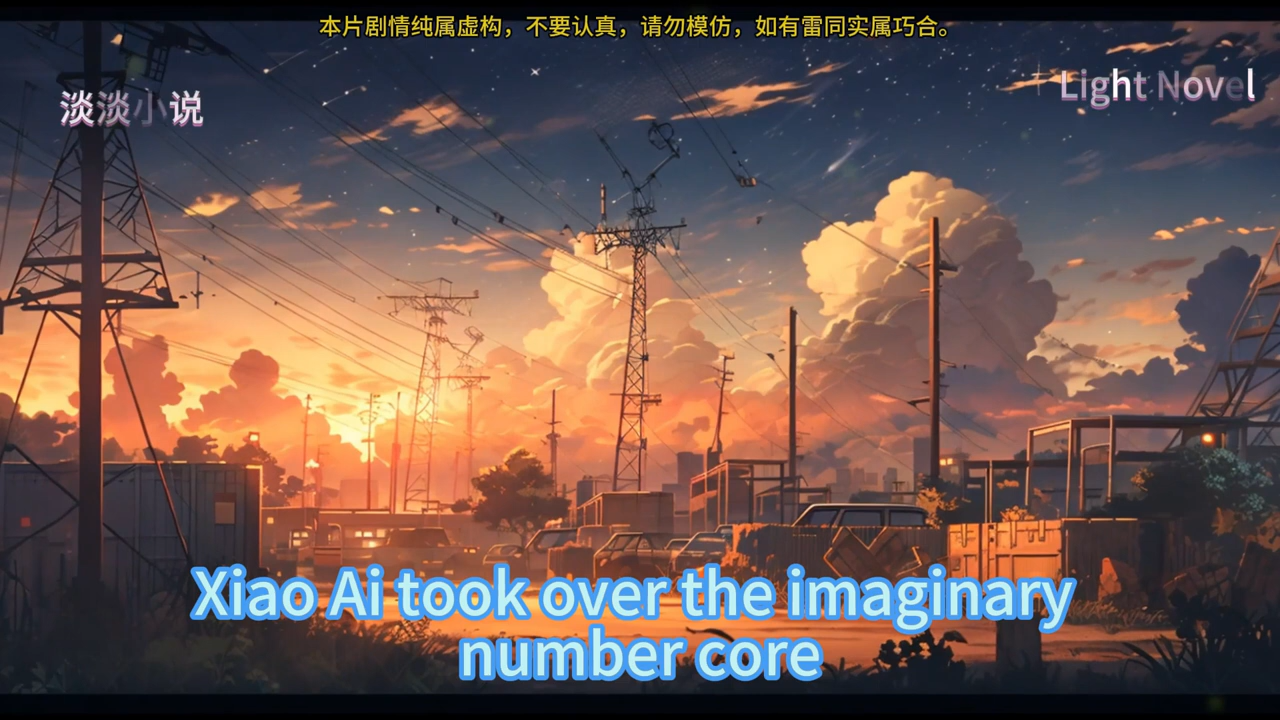 本片剧情纯属虚构，不要认真，请勿模仿，如有雷同实属巧合。
淡淡小说
Light Novel
Xiao Ai took over the imaginary
number core